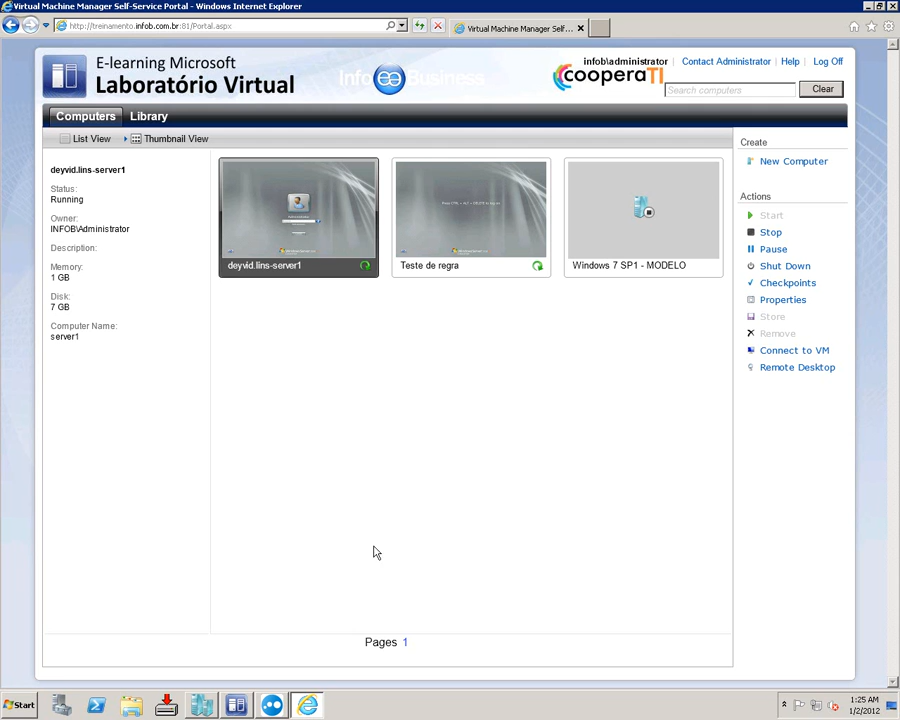 Virtual Machine Manager Self-Service Portal - Windows Internet Explorer
http://treinamento.infob.com.br:81/Portal.aspx
Virtual Machine Manager Self...
E-learning Microsoft
Laboratório Virtual
Info Business
cooperaTI
infob\administrator
Contact Administrator
Help
Log Off
Search computers
Clear
Computers
Library
List View
Thumbnail View
deyvid.lins-server1
Status:
Running
Owner:
INFOB\Administrator
Description:
Memory:
1 GB
Disk:
7 GB
Computer Name:
server1
deyvid.lins-server1
Teste de regra
Windows 7 SP1 - MODELO
Pages 1
Create
New Computer
Actions
Start
Stop
Pause
Shut Down
Checkpoints
Properties
Store
Remove
Connect to VM
Remote Desktop
Start
1:25 AM
1/2/2012